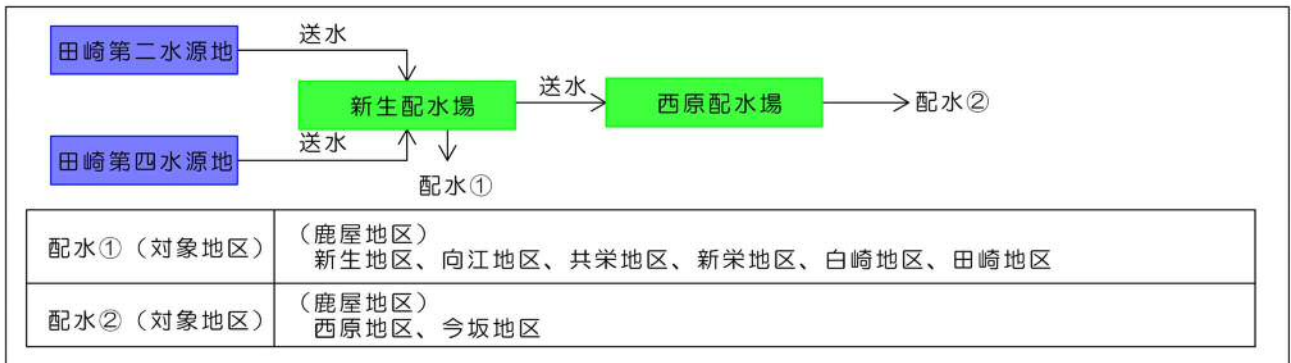 田崎第二水源地
送水
新生配水場
送水
西原配水場
配水②
田崎第四水源地
送水
配水①
配水①（対象地区）
（鹿屋地区）
新生地区、向江地区、共栄地区、新栄地区、白崎地区、田崎地区
配水②（対象地区）
（鹿屋地区）
西原地区、今坂地区